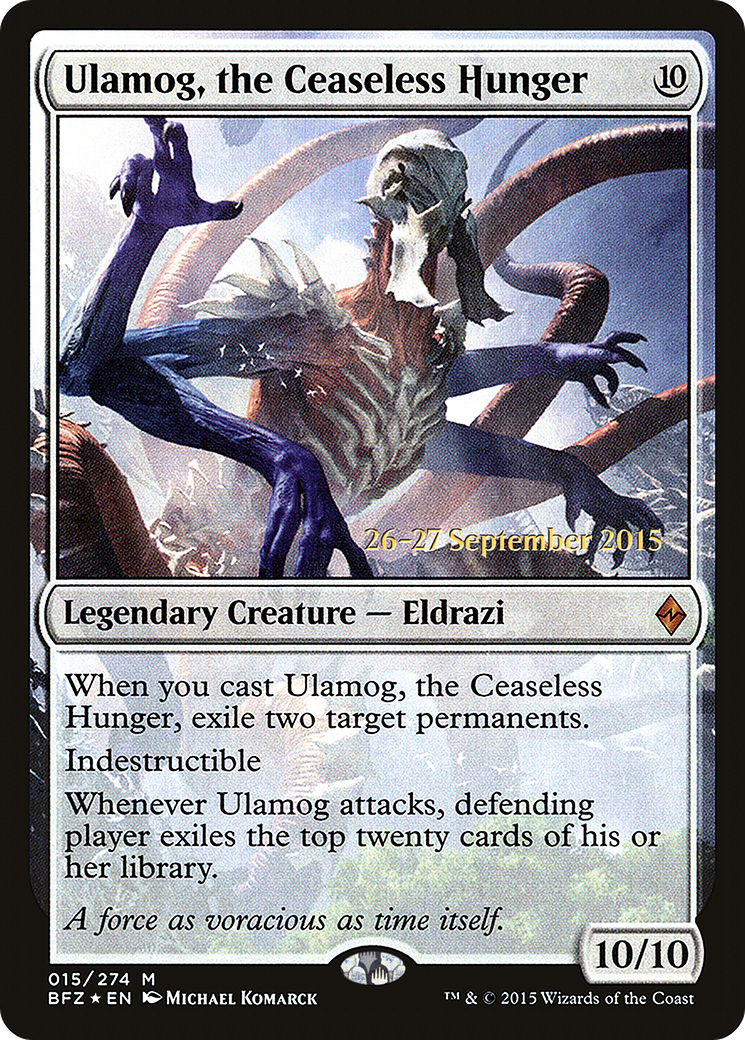 Ulamog, the Ceaseless Hunger 10
26-27 September 2015
Legendary Creature — Eldrazi
When you cast Ulamog, the Ceaseless
Hunger, exile two target permanents.
Indestructible
Whenever Ulamog attacks, defending
player exiles the top twenty cards of his or
her library.
A force as voracious as time itself.
10/10
015/274 M
BFZ ★ EN Michael Komarck
™ & © 2015 Wizards of the Coast